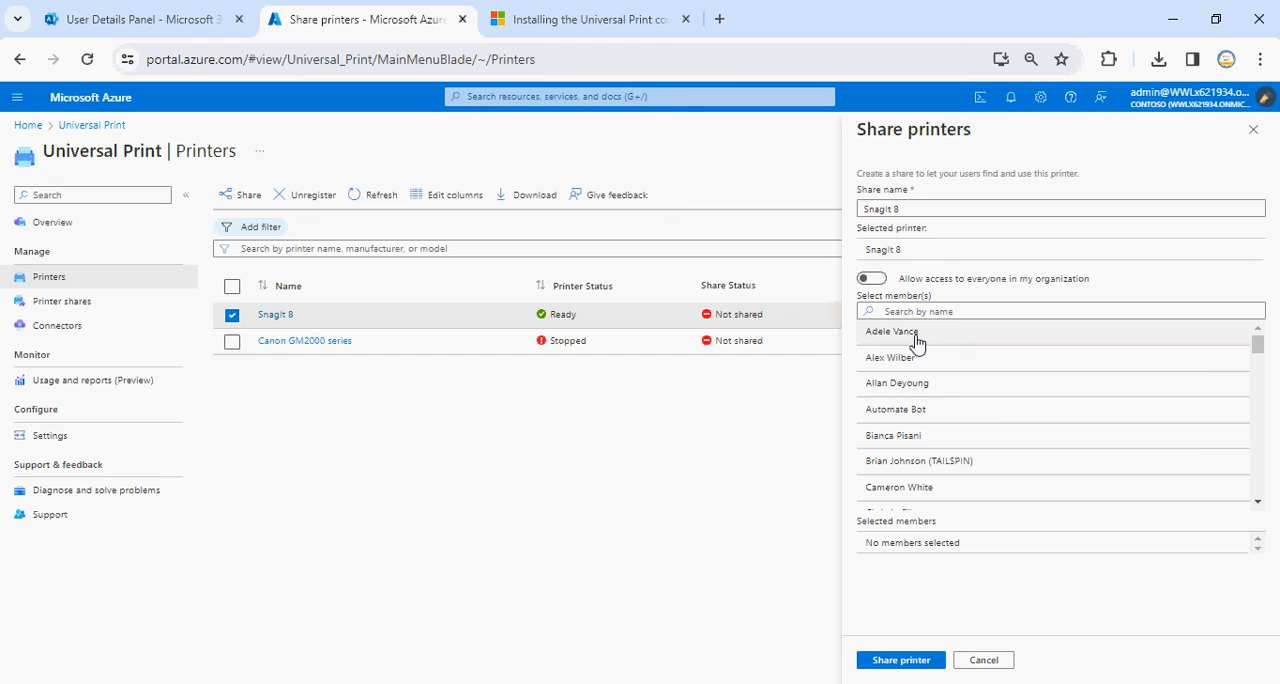 User Details Panel - Microsoft 3
Share printers - Microsoft Azure
Installing the Universal Print co
portal.azure.com/#view/Universal_Print/MainMenuBlade/~/Printers
Microsoft Azure
Search resources, services, and docs (G+/)
admin@WWLx621934.o...
CONTOSO (WWLX621934.ONMIC...
Home > Universal Print
Universal Print | Printers ...
Search
Overview
Manage
Printers
Printer shares
Connectors
Monitor
Usage and reports (Preview)
Configure
Settings
Support & feedback
Diagnose and solve problems
Support
Share
Unregister
Refresh
Edit columns
Download
Give feedback
Add filter
Search by printer name, manufacturer, or model
Name Printer Status Share Status
SnagIt 8 Ready Not shared
Canon GM2000 series Stopped Not shared
Share printers
Create a share to let your users find and use this printer.
Share name *
SnagIt 8
Selected printer:
SnagIt 8
Allow access to everyone in my organization
Select member(s)
Search by name
Adele Vance
Alex Wilber
Allan Deyoung
Automate Bot
Bianca Pisani
Brian Johnson (TAILSPIN)
Cameron White
Selected members
No members selected
Share printer
Cancel